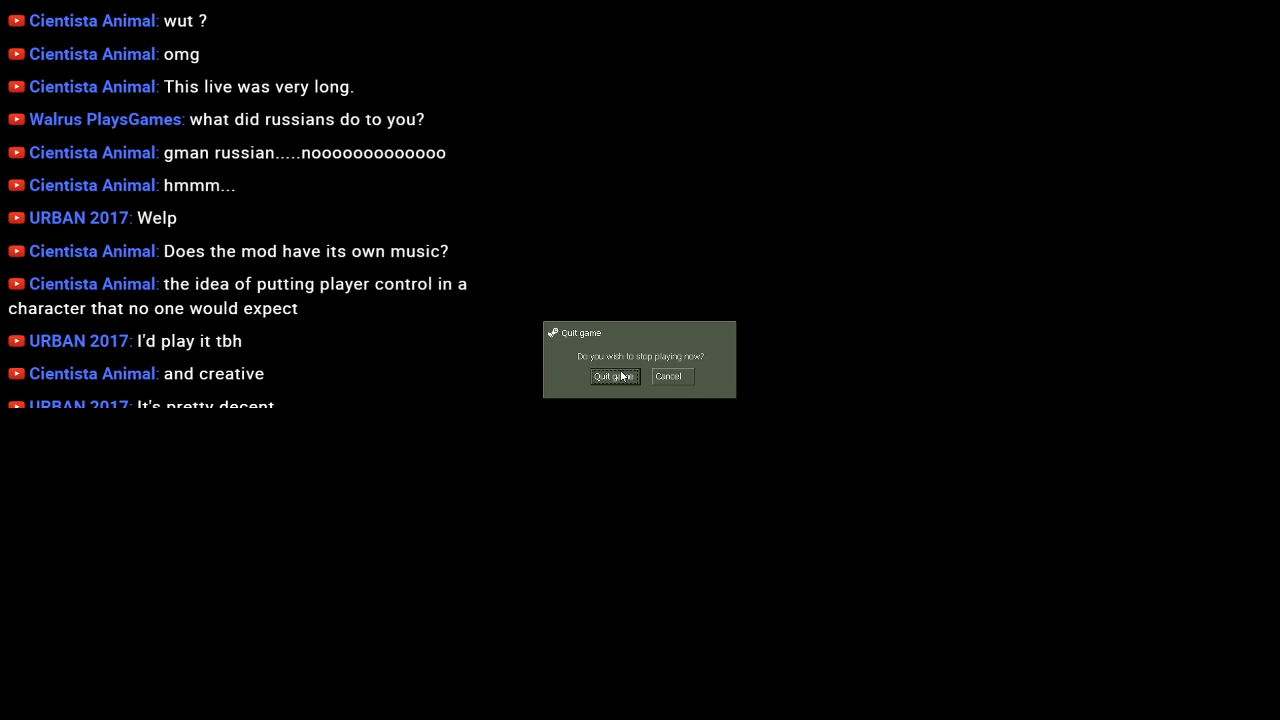 Cientista Animal: wut ?
Cientista Animal: omg
Cientista Animal: This live was very long.
Walrus PlaysGames: what did russians do to you?
Cientista Animal: gman russian.....nooooooooooooo
Cientista Animal: hmmm...
URBAN 2017: Welp
Cientista Animal: Does the mod have its own music?
Cientista Animal: the idea of putting player control in a
character that no one would expect
URBAN 2017: I'd play it tbh
Cientista Animal: and creative
URBAN 2017: It's pretty decent
Quit game
Do you wish to stop playing now?
Quit game
Cancel